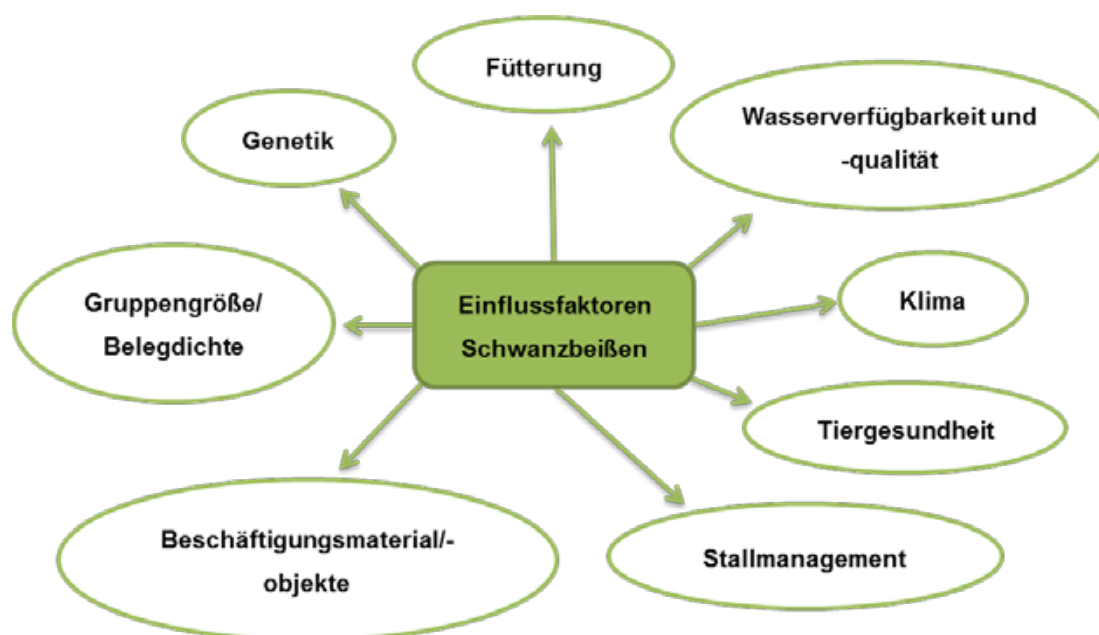 Fütterung
Wasserverfügbarkeit und
-qualität
Genetik
Klima
Einflussfaktoren
Schwanzbeißen
Gruppengröße/
Belegdichte
Tiergesundheit
Beschäftigungsmaterial/-
objekte
Stallmanagement